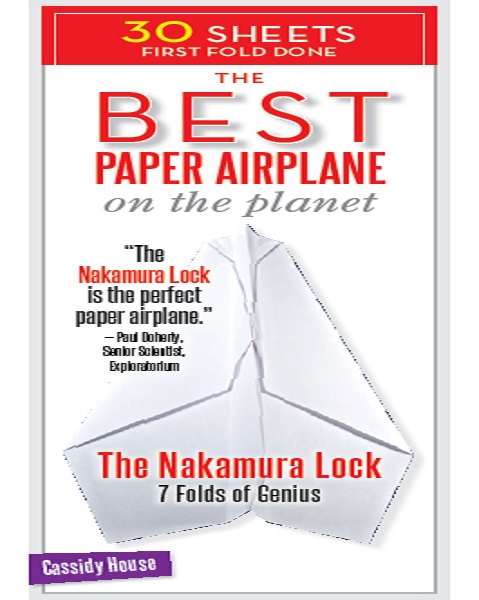 30 SHEETS
FIRST FOLD DONE
THE
BEST
PAPER AIRPLANE
on the planet
“The
Nakamura Lock
is the perfect
paper airplane.”
– Paul Doherty,
Senior Scientist,
Exploratorium
The Nakamura Lock
7 Folds of Genius
Cassidy House